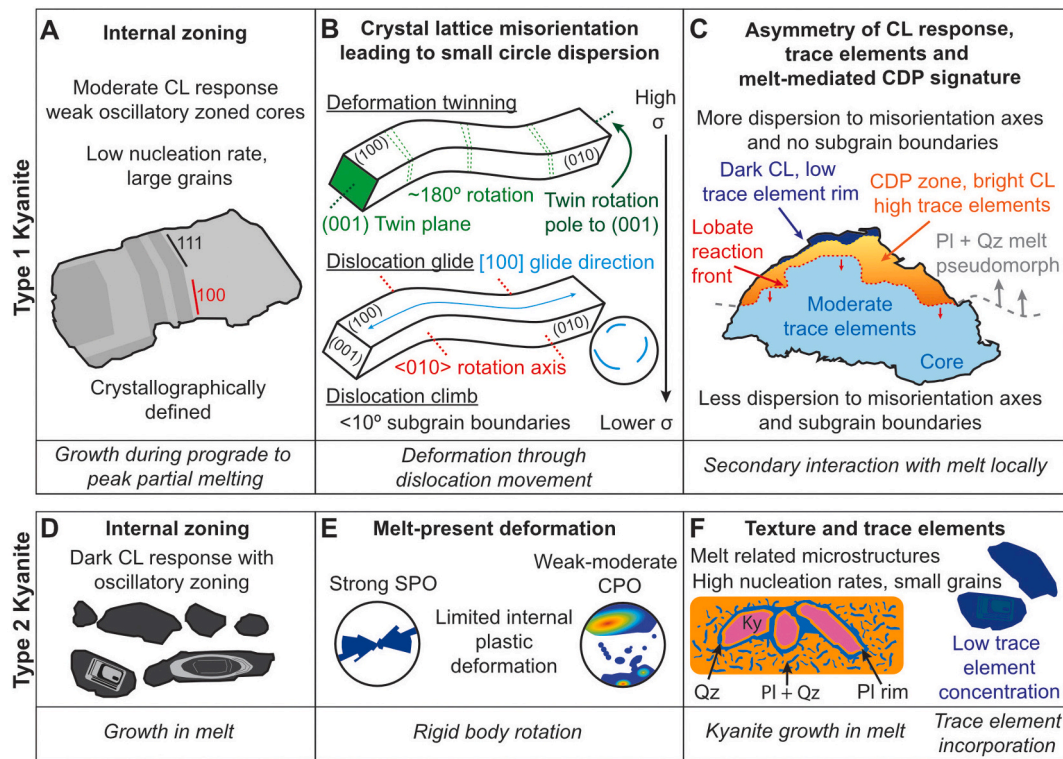 Type 1 Kyanite
A
Internal zoning
Moderate CL response
weak oscillatory zoned cores
Low nucleation rate,
large grains
111
100
Crystallographically
defined
Growth during prograde to
peak partial melting
B
Crystal lattice misorientation
leading to small circle dispersion
Deformation twinning
High
σ
(100)
(010)
~180º rotation
(001) Twin plane
Twin rotation
pole to (001)
Dislocation glide
[100] glide direction
(100)
(010)
(001)
<010> rotation axis
Dislocation climb
<10º subgrain boundaries
Lower σ
Deformation through
dislocation movement
C
Asymmetry of CL response,
trace elements and
melt-mediated CDP signature
More dispersion to misorientation axes
and no subgrain boundaries
Dark CL, low
trace element rim
CDP zone, bright CL
high trace elements
Lobate
reaction
front
Pl + Qz melt
pseudomorph
Moderate
trace elements
Core
Less dispersion to misorientation axes
and subgrain boundaries
Secondary interaction with melt locally
Type 2 Kyanite
D
Internal zoning
Dark CL response with
oscillatory zoning
Growth in melt
E
Melt-present deformation
Strong SPO
Weak-moderate
CPO
Limited internal
plastic
deformation
Rigid body rotation
F
Texture and trace elements
Melt related microstructures
High nucleation rates, small grains
Ky
Qz
Pl + Qz
Pl rim
Low trace
element
concentration
Kyanite growth in melt
Trace element
incorporation